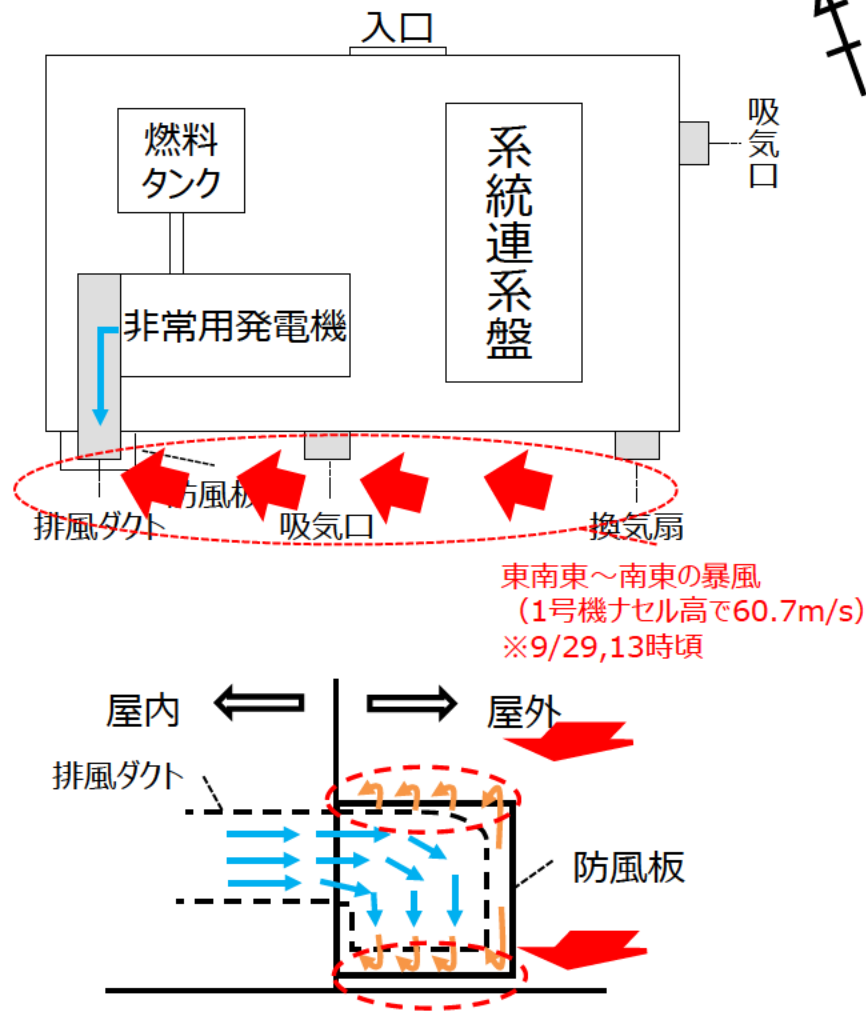 入口
吸気口
燃料
タンク
系統連系盤
非常用発電機
防風板
排風ダクト
吸気口
換気扇
東南東～南東の暴風
（1号機ナセル高で60.7m/s）
※9/29,13時頃
屋内
屋外
排風ダクト
防風板